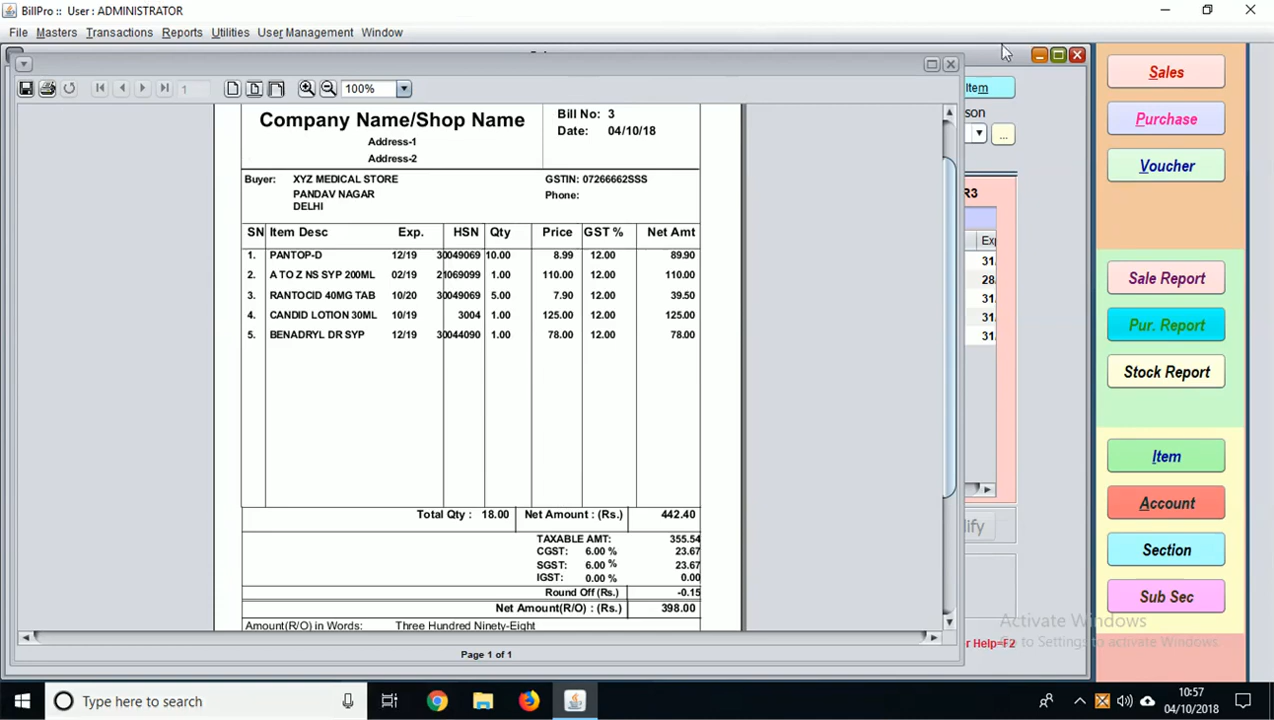 BillPro :: User : ADMINISTRATOR
File Masters Transactions Reports Utilities User Management Window
1 100%
Item
son
...
Company Name/Shop Name
Address-1
Address-2
Bill No: 3
Date: 04/10/18
Buyer: XYZ MEDICAL STORE
PANDAV NAGAR
DELHI
GSTIN: 07266662SSS
Phone:
SN Item Desc Exp. HSN Qty Price GST % Net Amt
1. PANTOP-D 12/19 30049069 10.00 8.99 12.00 89.90
2. A TO Z NS SYP 200ML 02/19 21069099 1.00 110.00 12.00 110.00
3. RANTOCID 40MG TAB 10/20 30049069 5.00 7.90 12.00 39.50
4. CANDID LOTION 30ML 10/19 3004 1.00 125.00 12.00 125.00
5. BENADRYL DR SYP 12/19 30044090 1.00 78.00 12.00 78.00
Total Qty : 18.00 Net Amount : (Rs.) 442.40
TAXABLE AMT: 355.54
CGST: 6.00 % 23.67
SGST: 6.00 % 23.67
IGST: 0.00 % 0.00
Round Off (Rs.) -0.15
Net Amount(R/O) : (Rs.) 398.00
Amount(R/O) in Words: Three Hundred Ninety-Eight
Page 1 of 1
R3
Exp
31.
28.
31.
31.
31.
dify
r Help=F2
Sales
Purchase
Voucher
Sale Report
Pur. Report
Stock Report
Item
Account
Section
Sub Sec
Activate Windows
Go to Settings to activate Windows.
Type here to search
10:57
04/10/2018